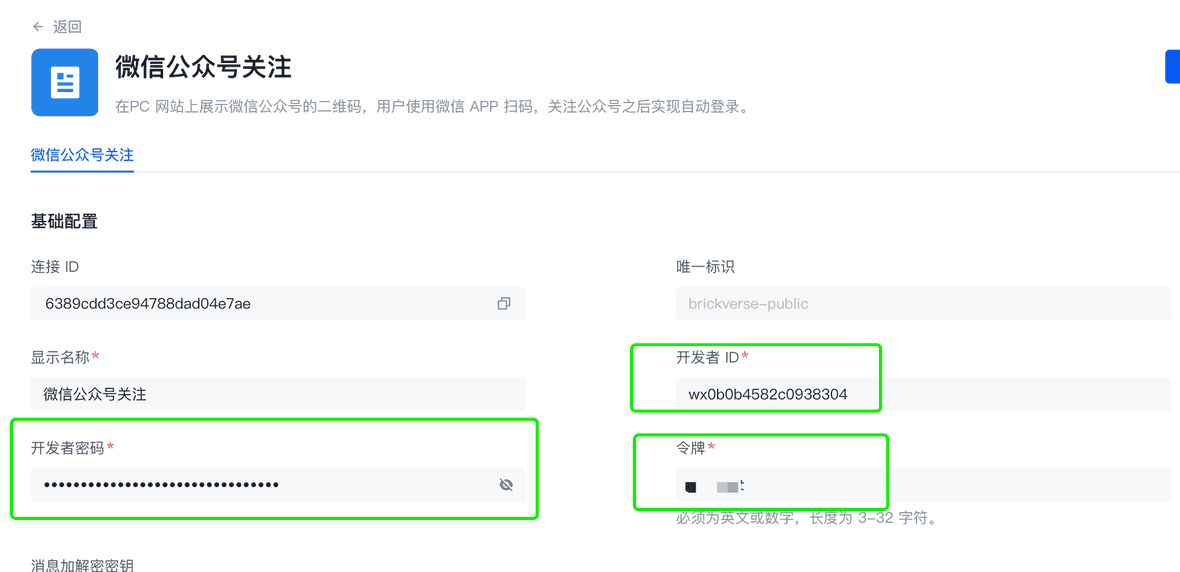 返回
微信公众号关注
在PC 网站上展示微信公众号的二维码，用户使用微信 APP 扫码，关注公众号之后实现自动登录。
微信公众号关注
基础配置
连接 ID
唯一标识
6389cdd3ce94788dad04e7ae
brickverse-public
显示名称*
开发者 ID*
微信公众号关注
wx0b0b4582c0938304
开发者密码*
令牌*
••••••••••••••••••••••••••••••••
t
必须为英文或数字，长度为 3-32 字符。
消息加解密密钥